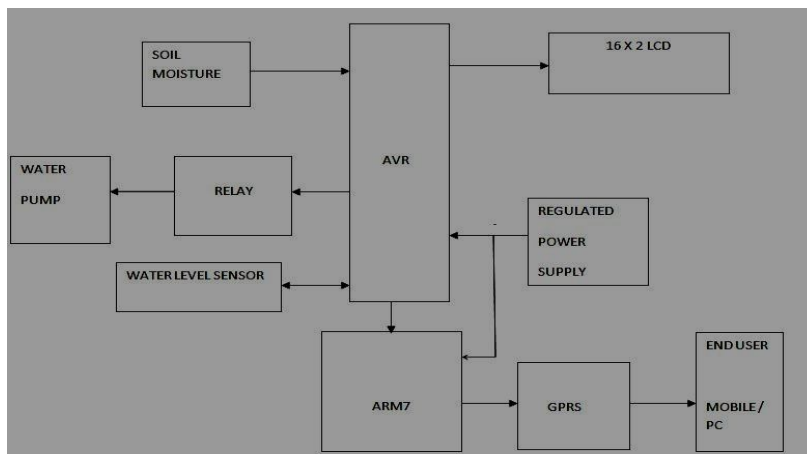 SOIL
MOISTURE
16 X 2 LCD
AVR
WATER
PUMP
RELAY
REGULATED
POWER
SUPPLY
WATER LEVEL SENSOR
ARM7
GPRS
END USER
MOBILE /
PC